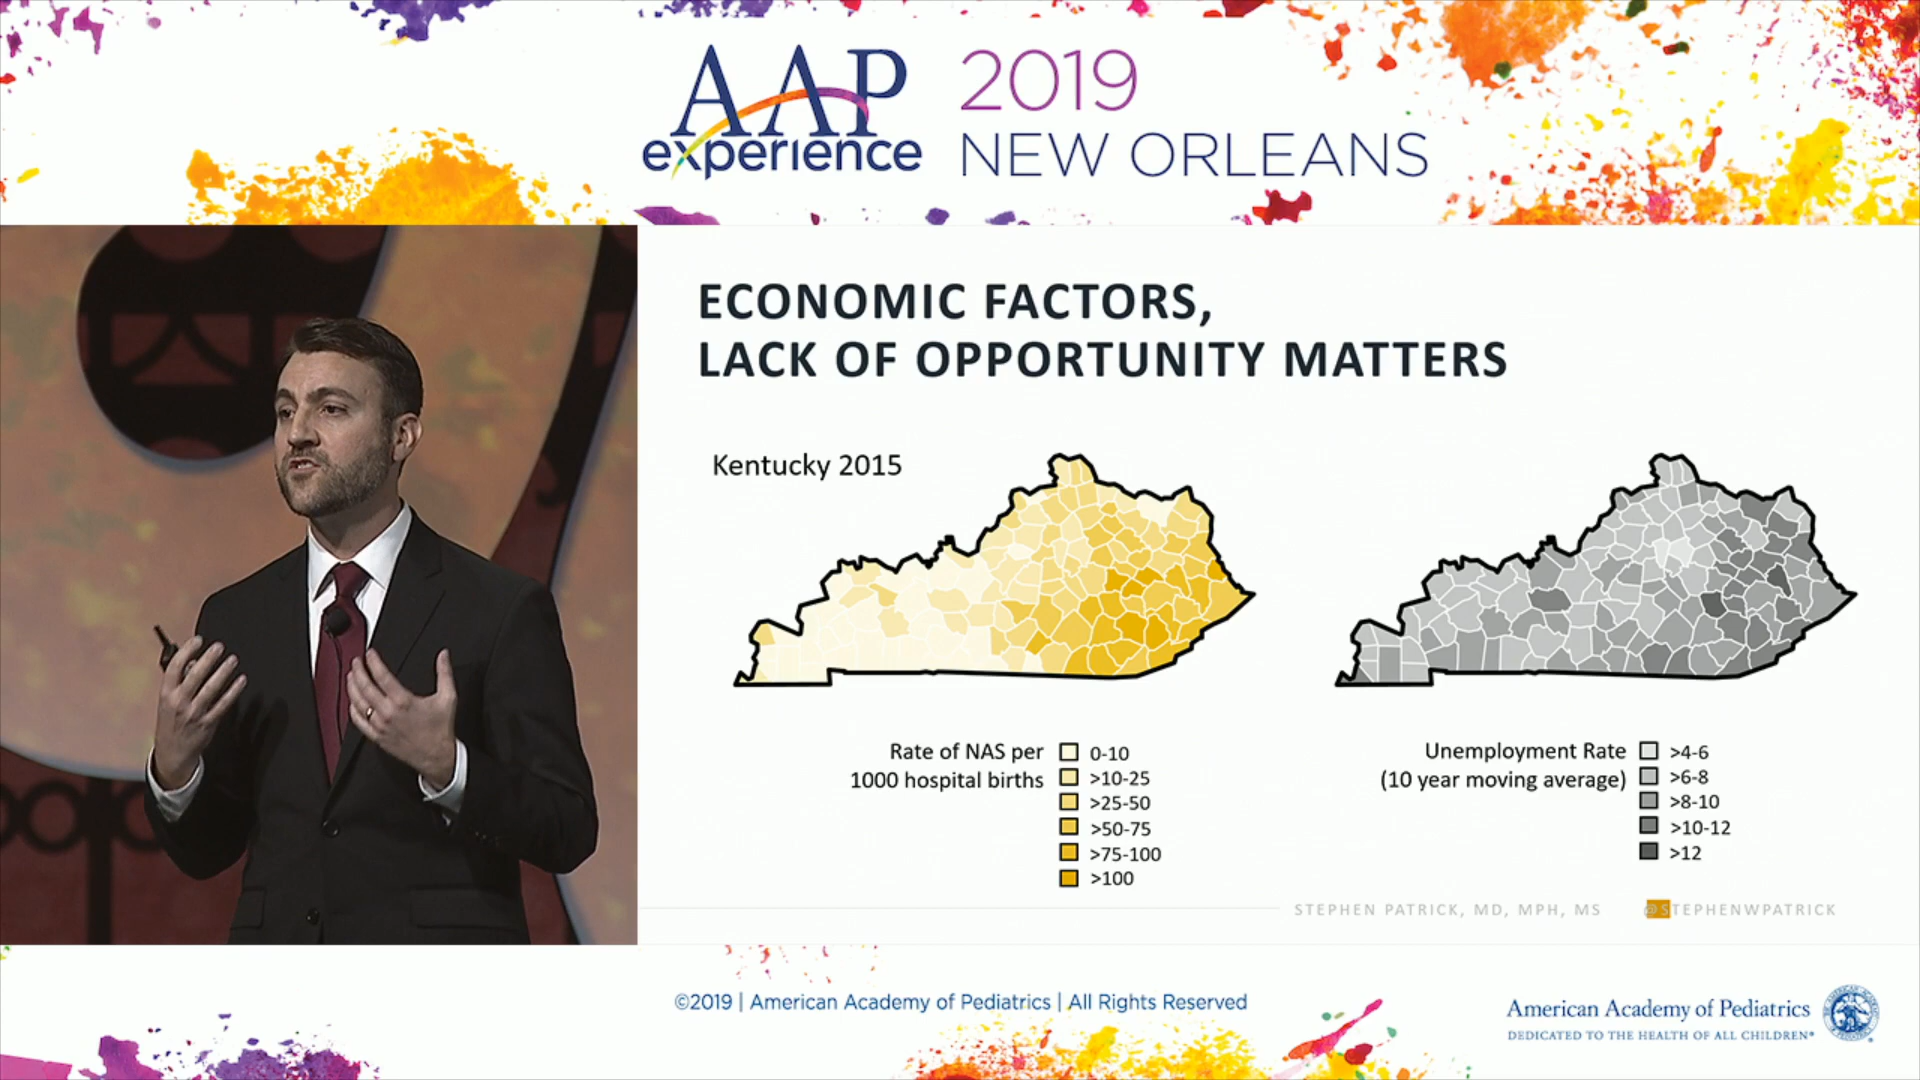 AAP
experience
2019
NEW ORLEANS
ECONOMIC FACTORS,
LACK OF OPPORTUNITY MATTERS
Kentucky 2015
Rate of NAS per
1000 hospital births
0-10
>10-25
>25-50
>50-75
>75-100
>100
Unemployment Rate
(10 year moving average)
>4-6
>6-8
>8-10
>10-12
>12
STEPHEN PATRICK, MD, MPH, MS
@STEPHENWPATRICK
©2019 | American Academy of Pediatrics | All Rights Reserved
American Academy of Pediatrics
DEDICATED TO THE HEALTH OF ALL CHILDREN®